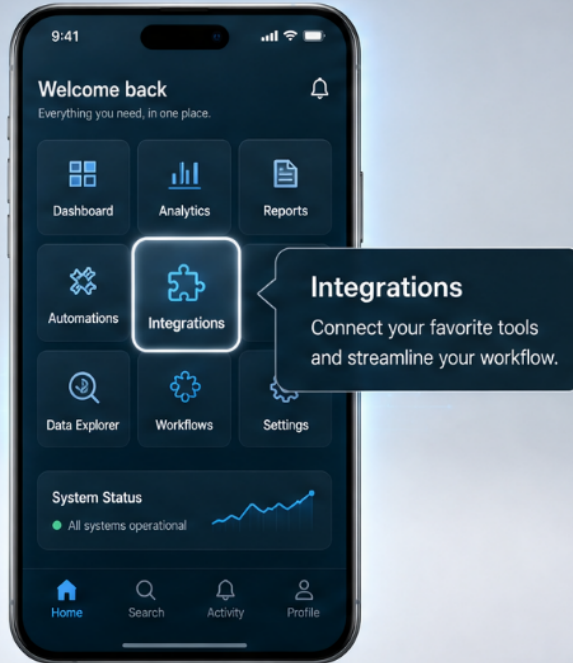 9:41
Welcome back
Everything you need, in one place.
Dashboard
Analytics
Reports
Automations
Integrations
Integrations
Connect your favorite tools
and streamline your workflow.
Data Explorer
Workflows
Settings
System Status
All systems operational
Home
Search
Activity
Profile